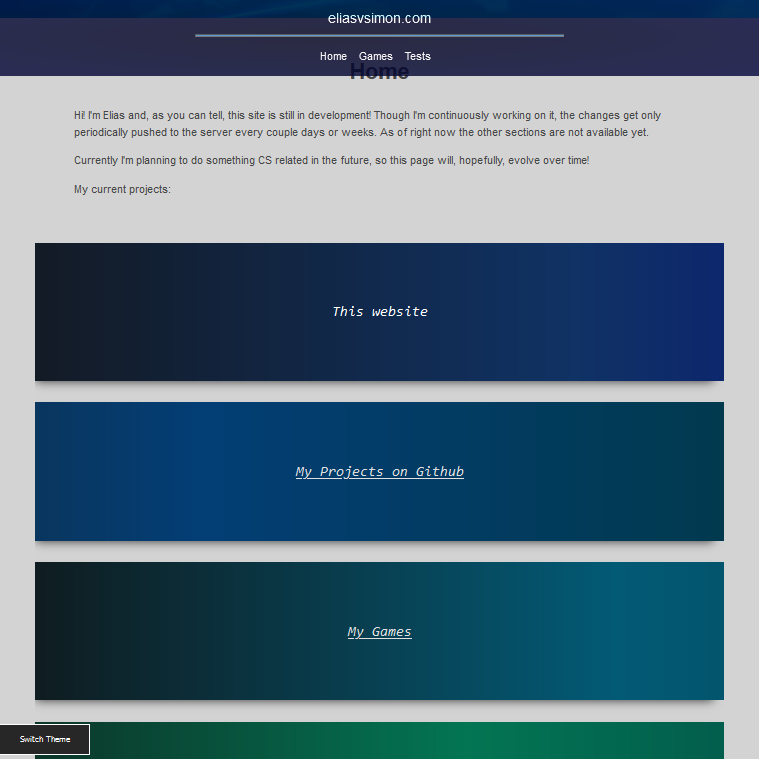 eliasvsimon.com
Home Games Tests
Home
Hi! I'm Elias and, as you can tell, this site is still in development! Though I'm continuously working on it, the changes get only
periodically pushed to the server every couple days or weeks. As of right now the other sections are not available yet.
Currently I'm planning to do something CS related in the future, so this page will, hopefully, evolve over time!
My current projects:
This website
My Projects on Github
My Games
Switch Theme